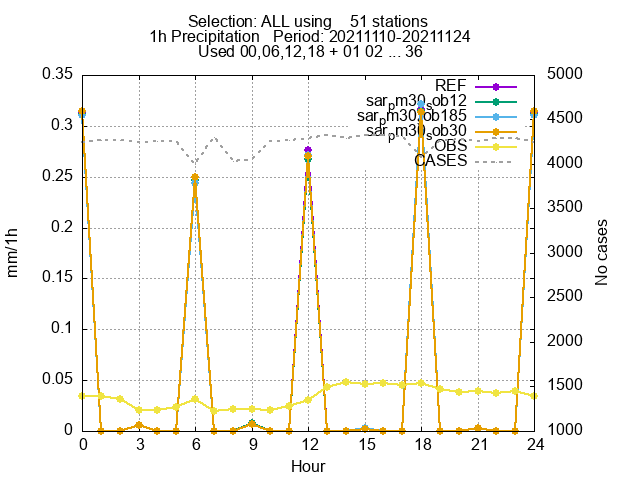 Selection: ALL using 51 stations
1h Precipitation Period: 20211110-20211124
Used 00,06,12,18 + 01 02 ... 36
REF
sar_pm30_sob12
sar_pm30_sob185
sar_pm30_sob30
OBS
CASES
0.35
0.3
0.25
0.2
0.15
0.1
0.05
0
mm/1h
5000
4500
4000
3500
3000
2500
2000
1500
1000
No cases
0 3 6 9 12 15 18 21 24
Hour